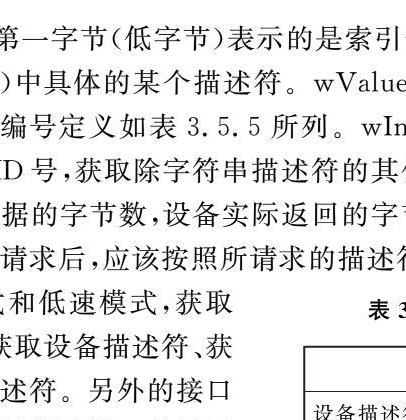 第一字节(低字节)表示的是索引
)中具体的某个描述符。wValue
编号定义如表 3.5.5 所列。wIn
D 号,获取除字符串描述符的其
据的字节数,设备实际返回的字
请求后,应该按照所请求的描述符
和低速模式,获取
表 3
获取设备描述符、获
述符。另外的接口
设备描述符